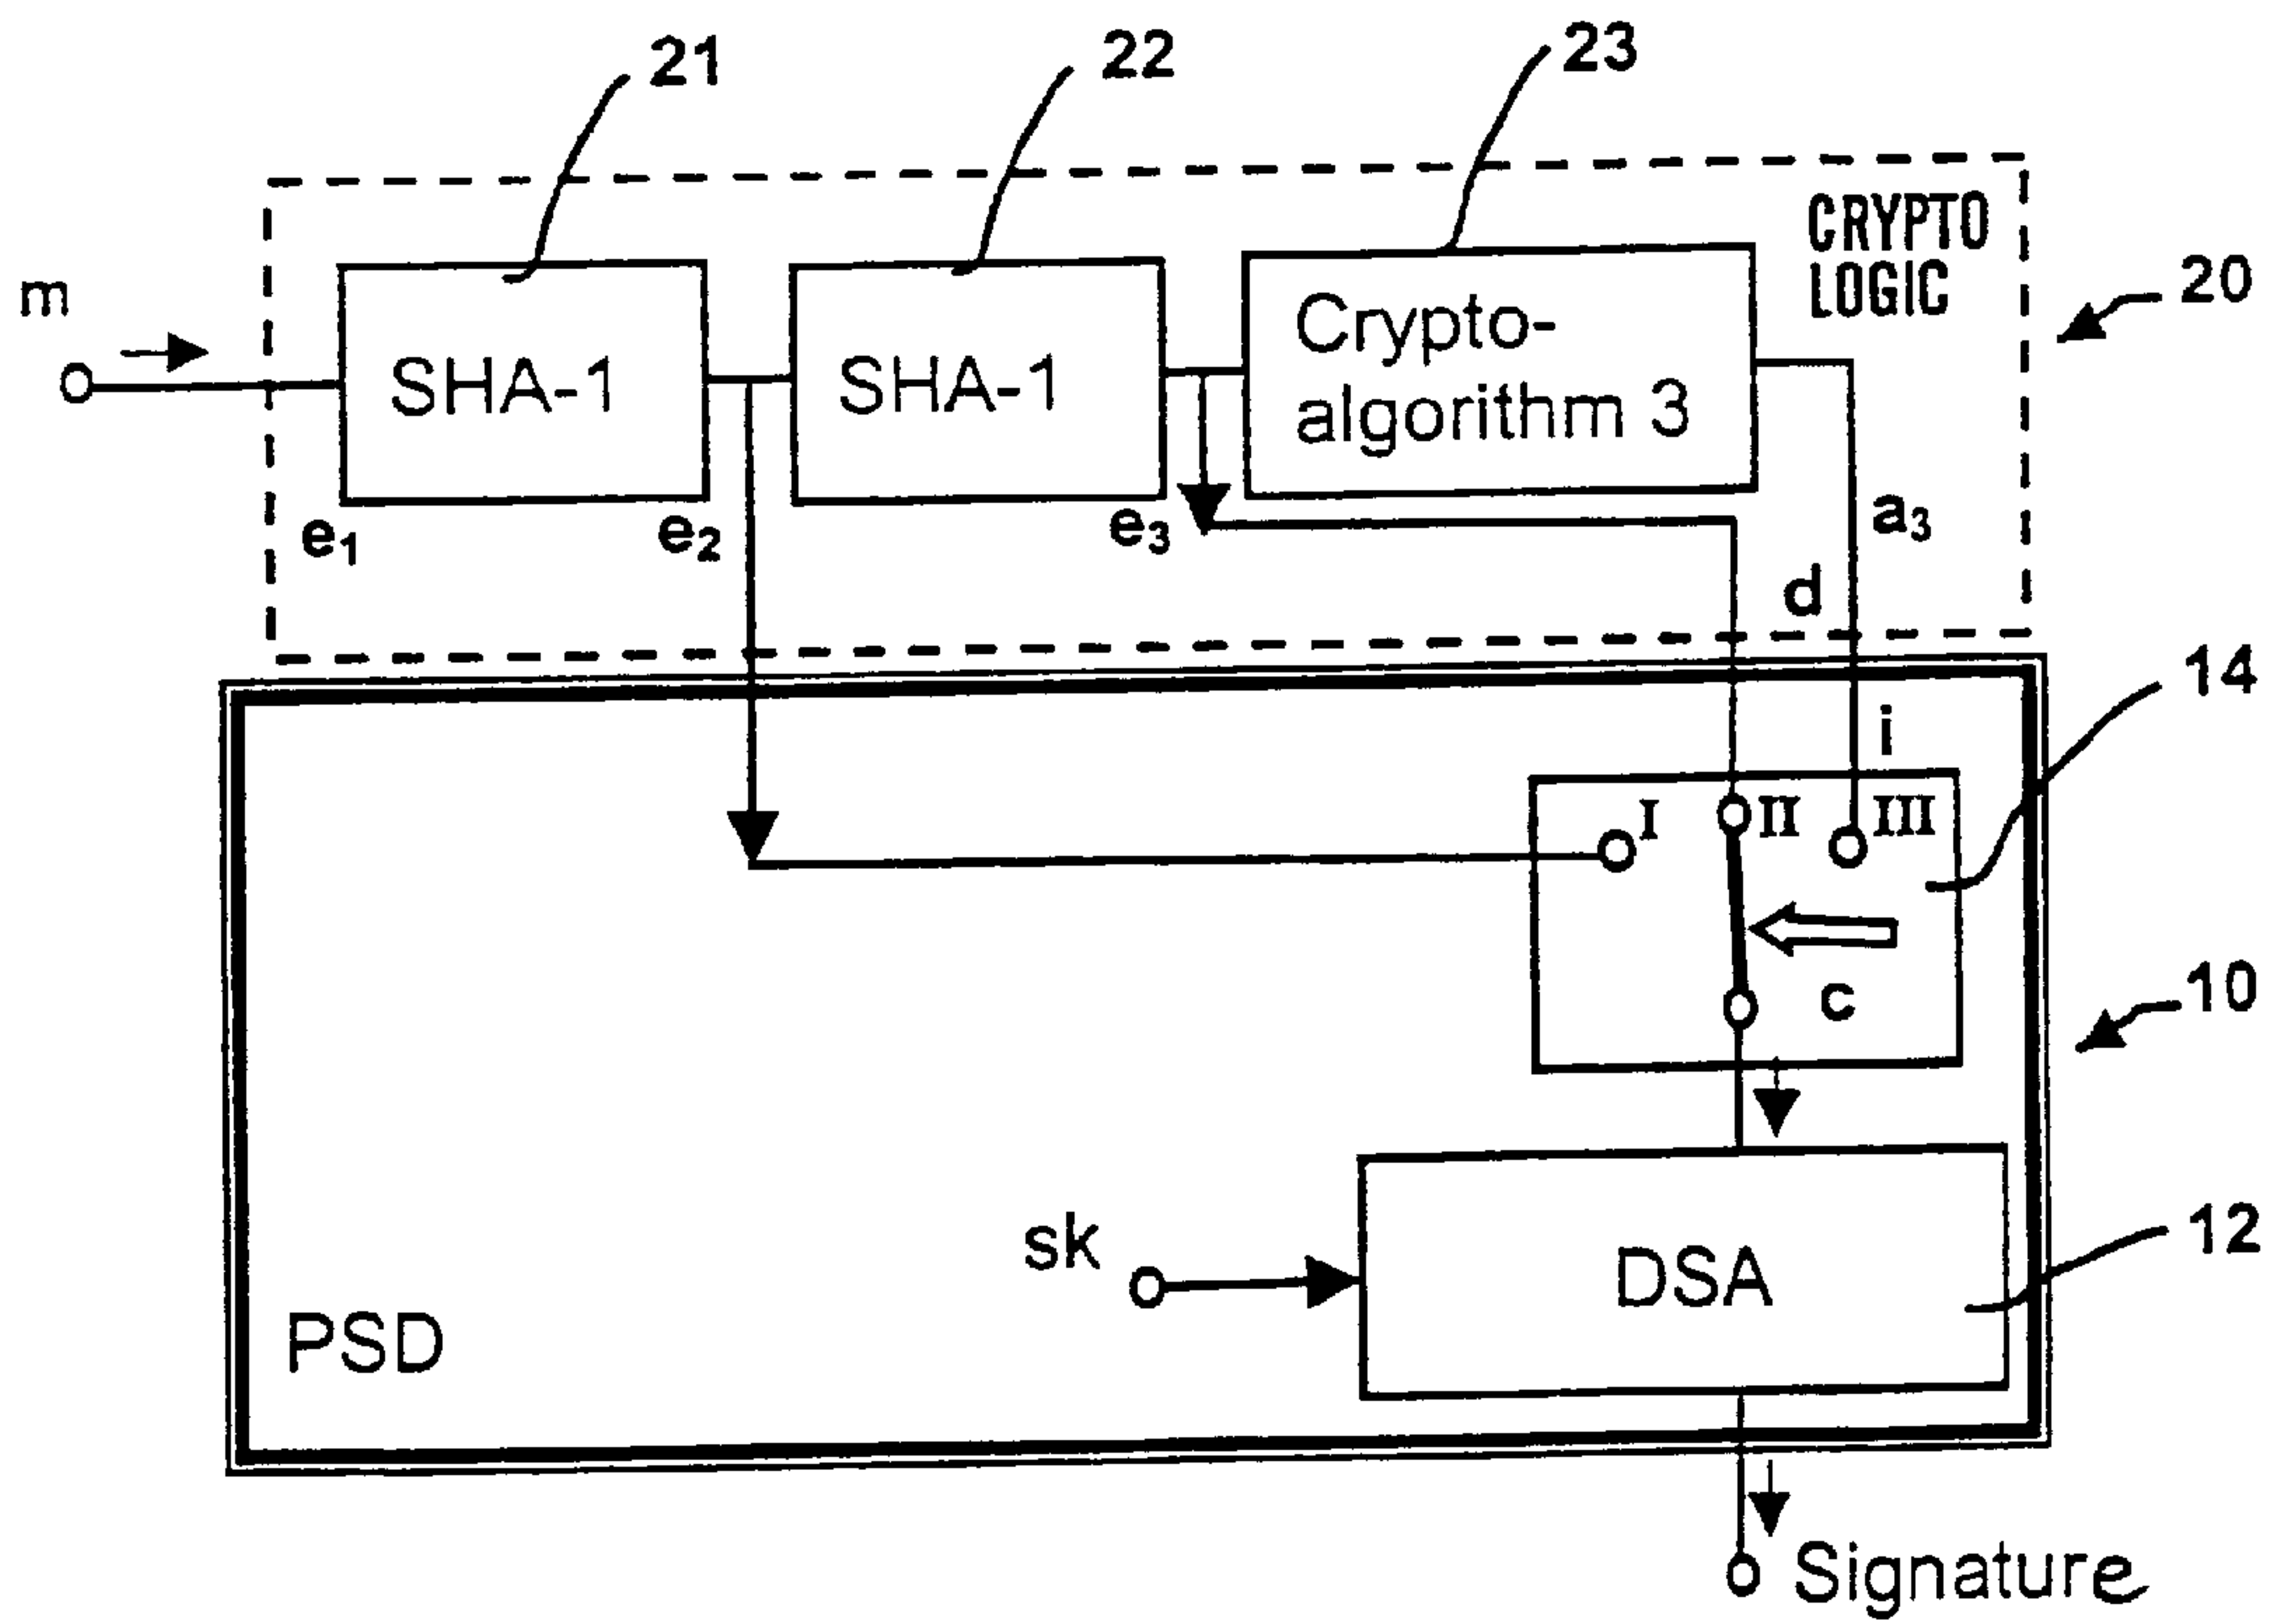 21
22
23
CRYPTO
LOGIC
20
m
SHA-1
SHA-1
Crypto-
algorithm 3
e1
e2
e3
a3
d
14
i
I
II
III
c
10
sk
DSA
12
PSD
Signature